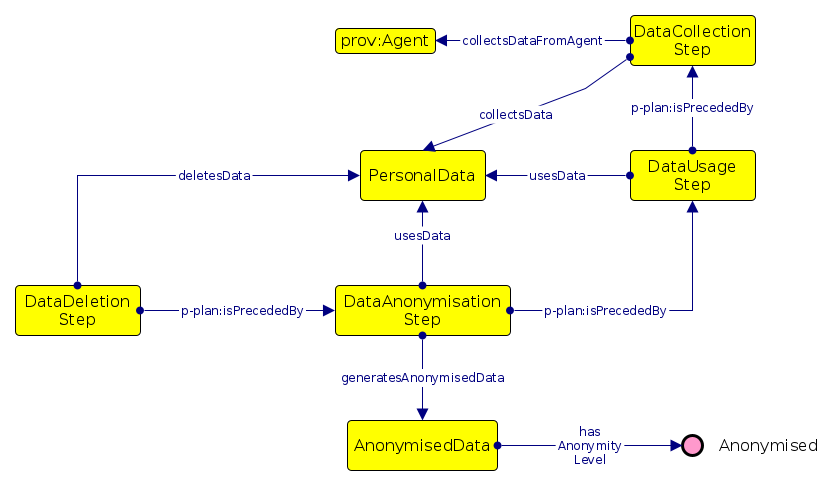 DataCollection
Step
prov:Agent
collectsDataFromAgent
p-plan:isPrecededBy
collectsData
DataUsage
Step
PersonalData
deletesData
usesData
usesData
DataDeletion
Step
p-plan:isPrecededBy
DataAnonymisation
Step
p-plan:isPrecededBy
generatesAnonymisedData
AnonymisedData
has
Anonymity
Level
Anonymised